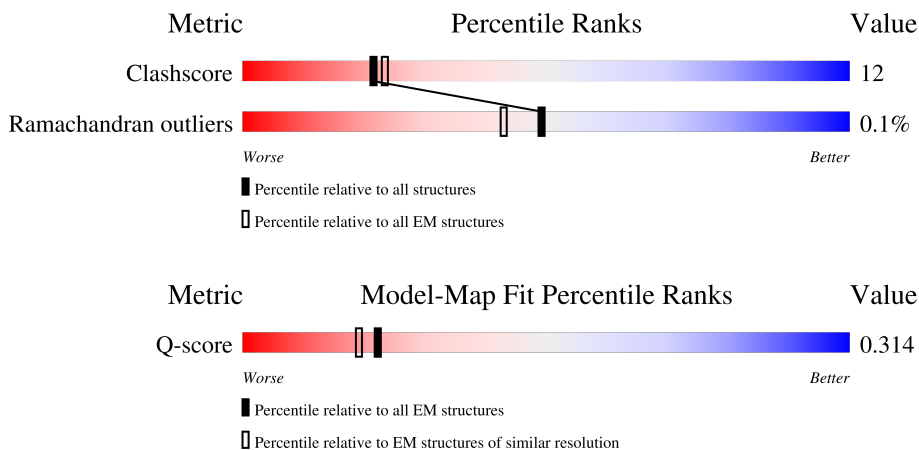 Metric Percentile Ranks Value
Clashscore 12
Ramachandran outliers 0.1%
Worse Better
Percentile relative to all structures
Percentile relative to all EM structures
Metric Model-Map Fit Percentile Ranks Value
Q-score 0.314
Worse Better
Percentile relative to all EM structures
Percentile relative to EM structures of similar resolution